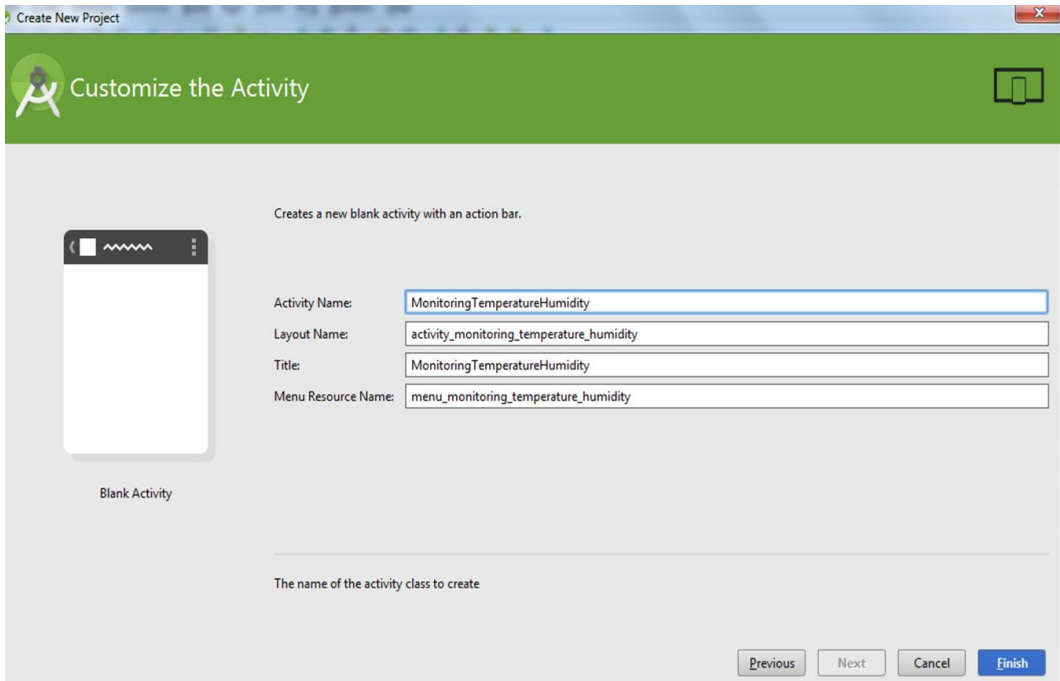 Create New Project
Customize the Activity
Creates a new blank activity with an action bar.
Activity Name: MonitoringTemperatureHumidity
Layout Name: activity_monitoring_temperature_humidity
Title: MonitoringTemperatureHumidity
Menu Resource Name: menu_monitoring_temperature_humidity
Blank Activity
The name of the activity class to create
Previous Next Cancel Finish